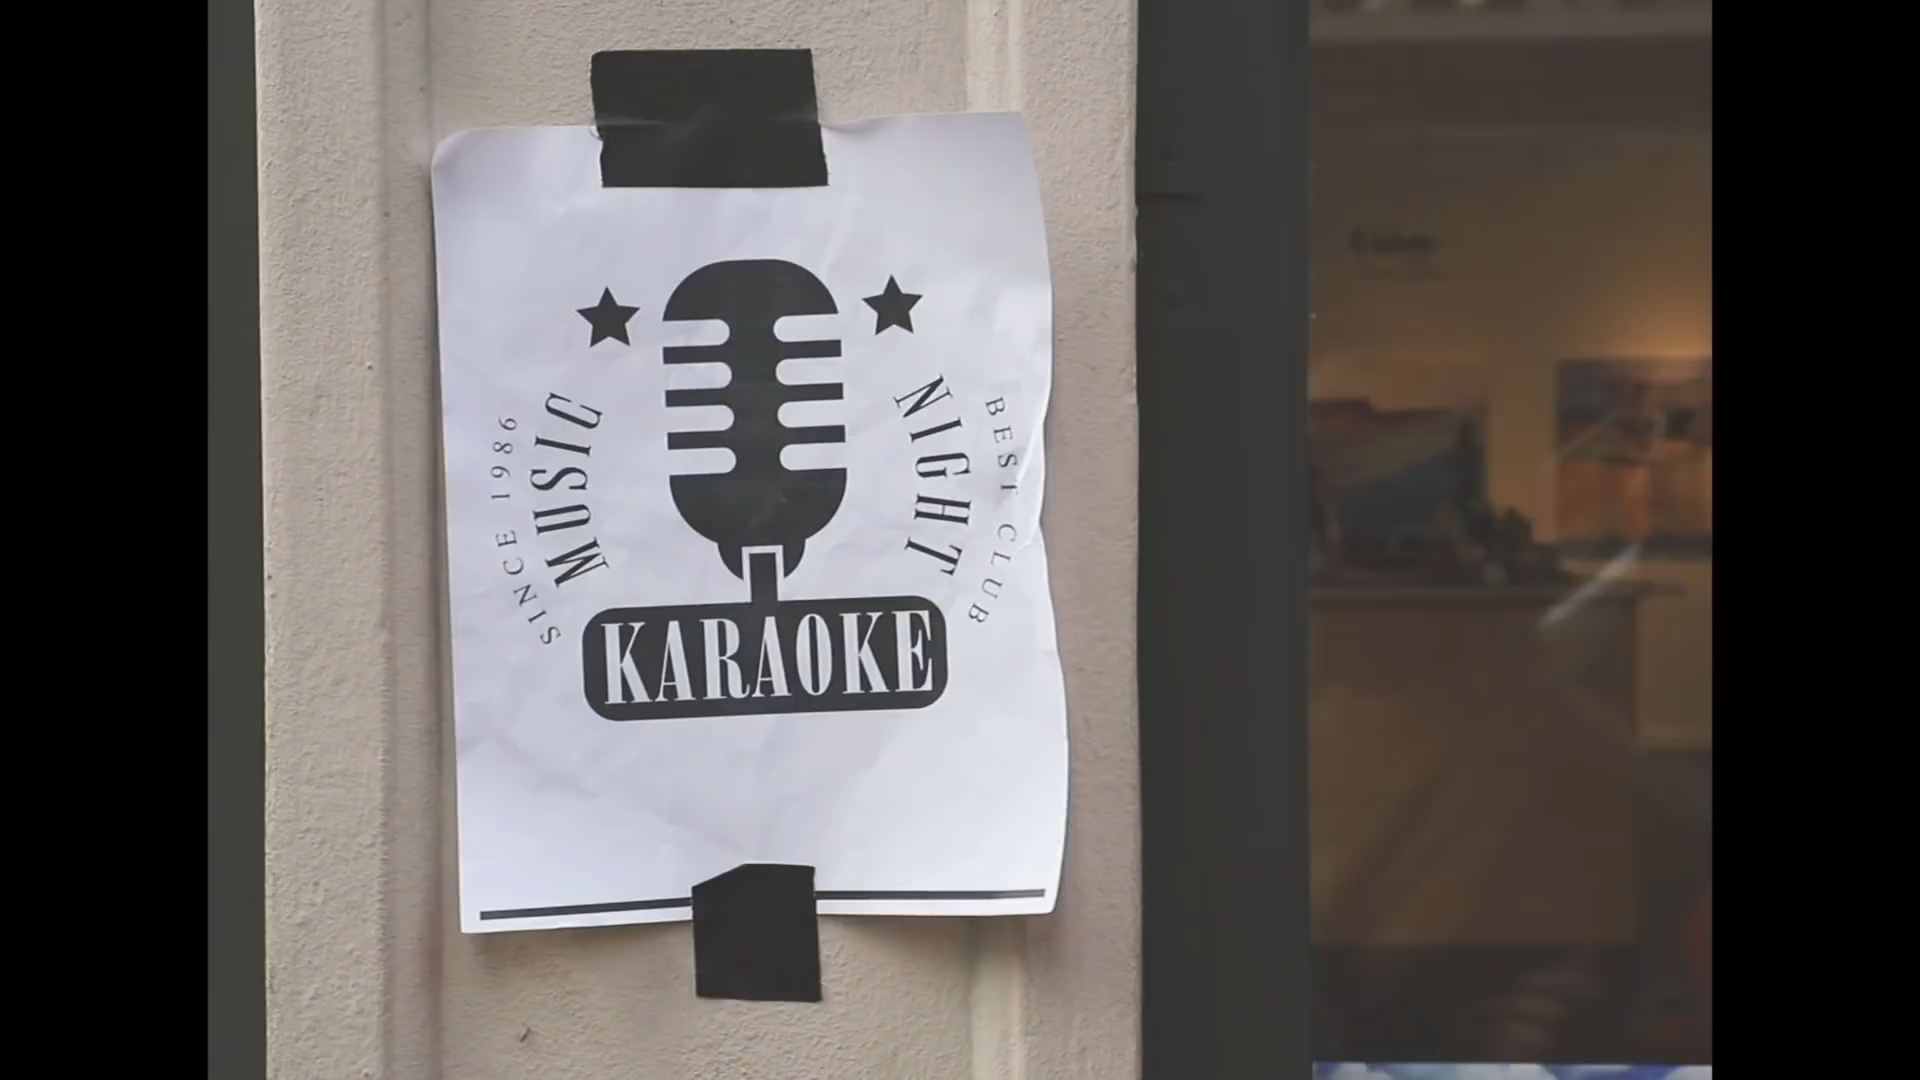 SINCE 1986
MUSIC
NIGHT
BEST CLUB
KARAOKE